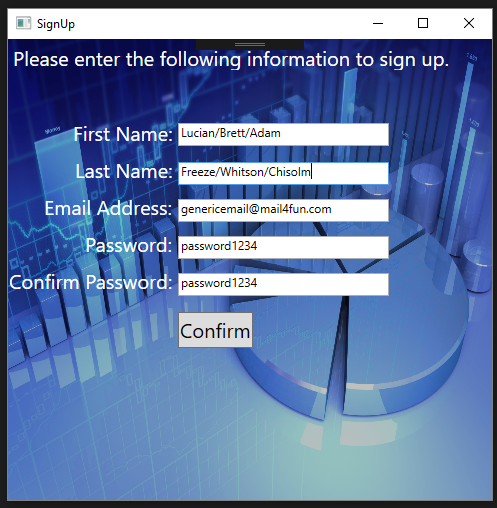 SignUp
Please enter the following information to sign up.
First Name: Lucian/Brett/Adam
Last Name: Freeze/Whitson/Chisolm
Email Address: genericemail@mail4fun.com
Password: password1234
Confirm Password: password1234
Confirm